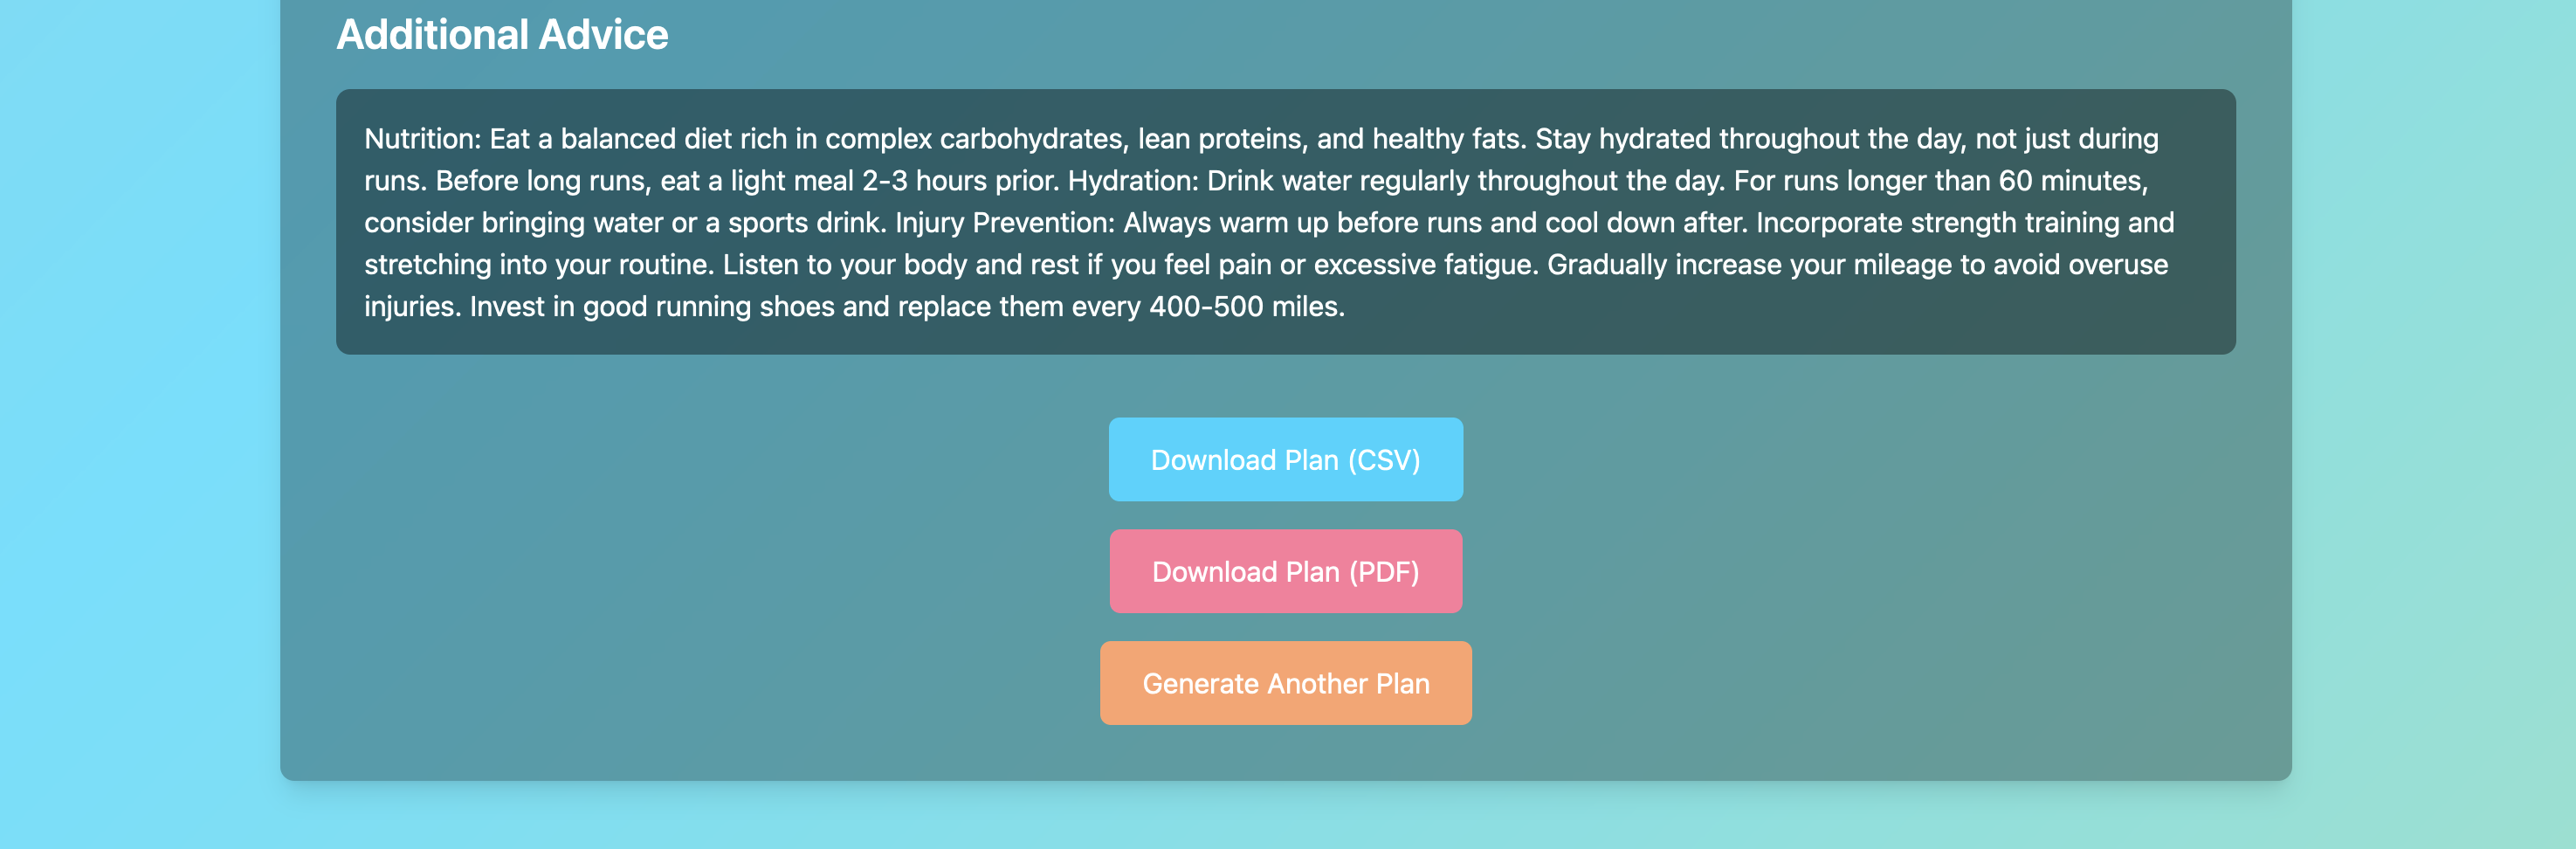 Additional Advice
Nutrition: Eat a balanced diet rich in complex carbohydrates, lean proteins, and healthy fats. Stay hydrated throughout the day, not just during
runs. Before long runs, eat a light meal 2-3 hours prior. Hydration: Drink water regularly throughout the day. For runs longer than 60 minutes,
consider bringing water or a sports drink. Injury Prevention: Always warm up before runs and cool down after. Incorporate strength training and
stretching into your routine. Listen to your body and rest if you feel pain or excessive fatigue. Gradually increase your mileage to avoid overuse
injuries. Invest in good running shoes and replace them every 400-500 miles.
Download Plan (CSV)
Download Plan (PDF)
Generate Another Plan